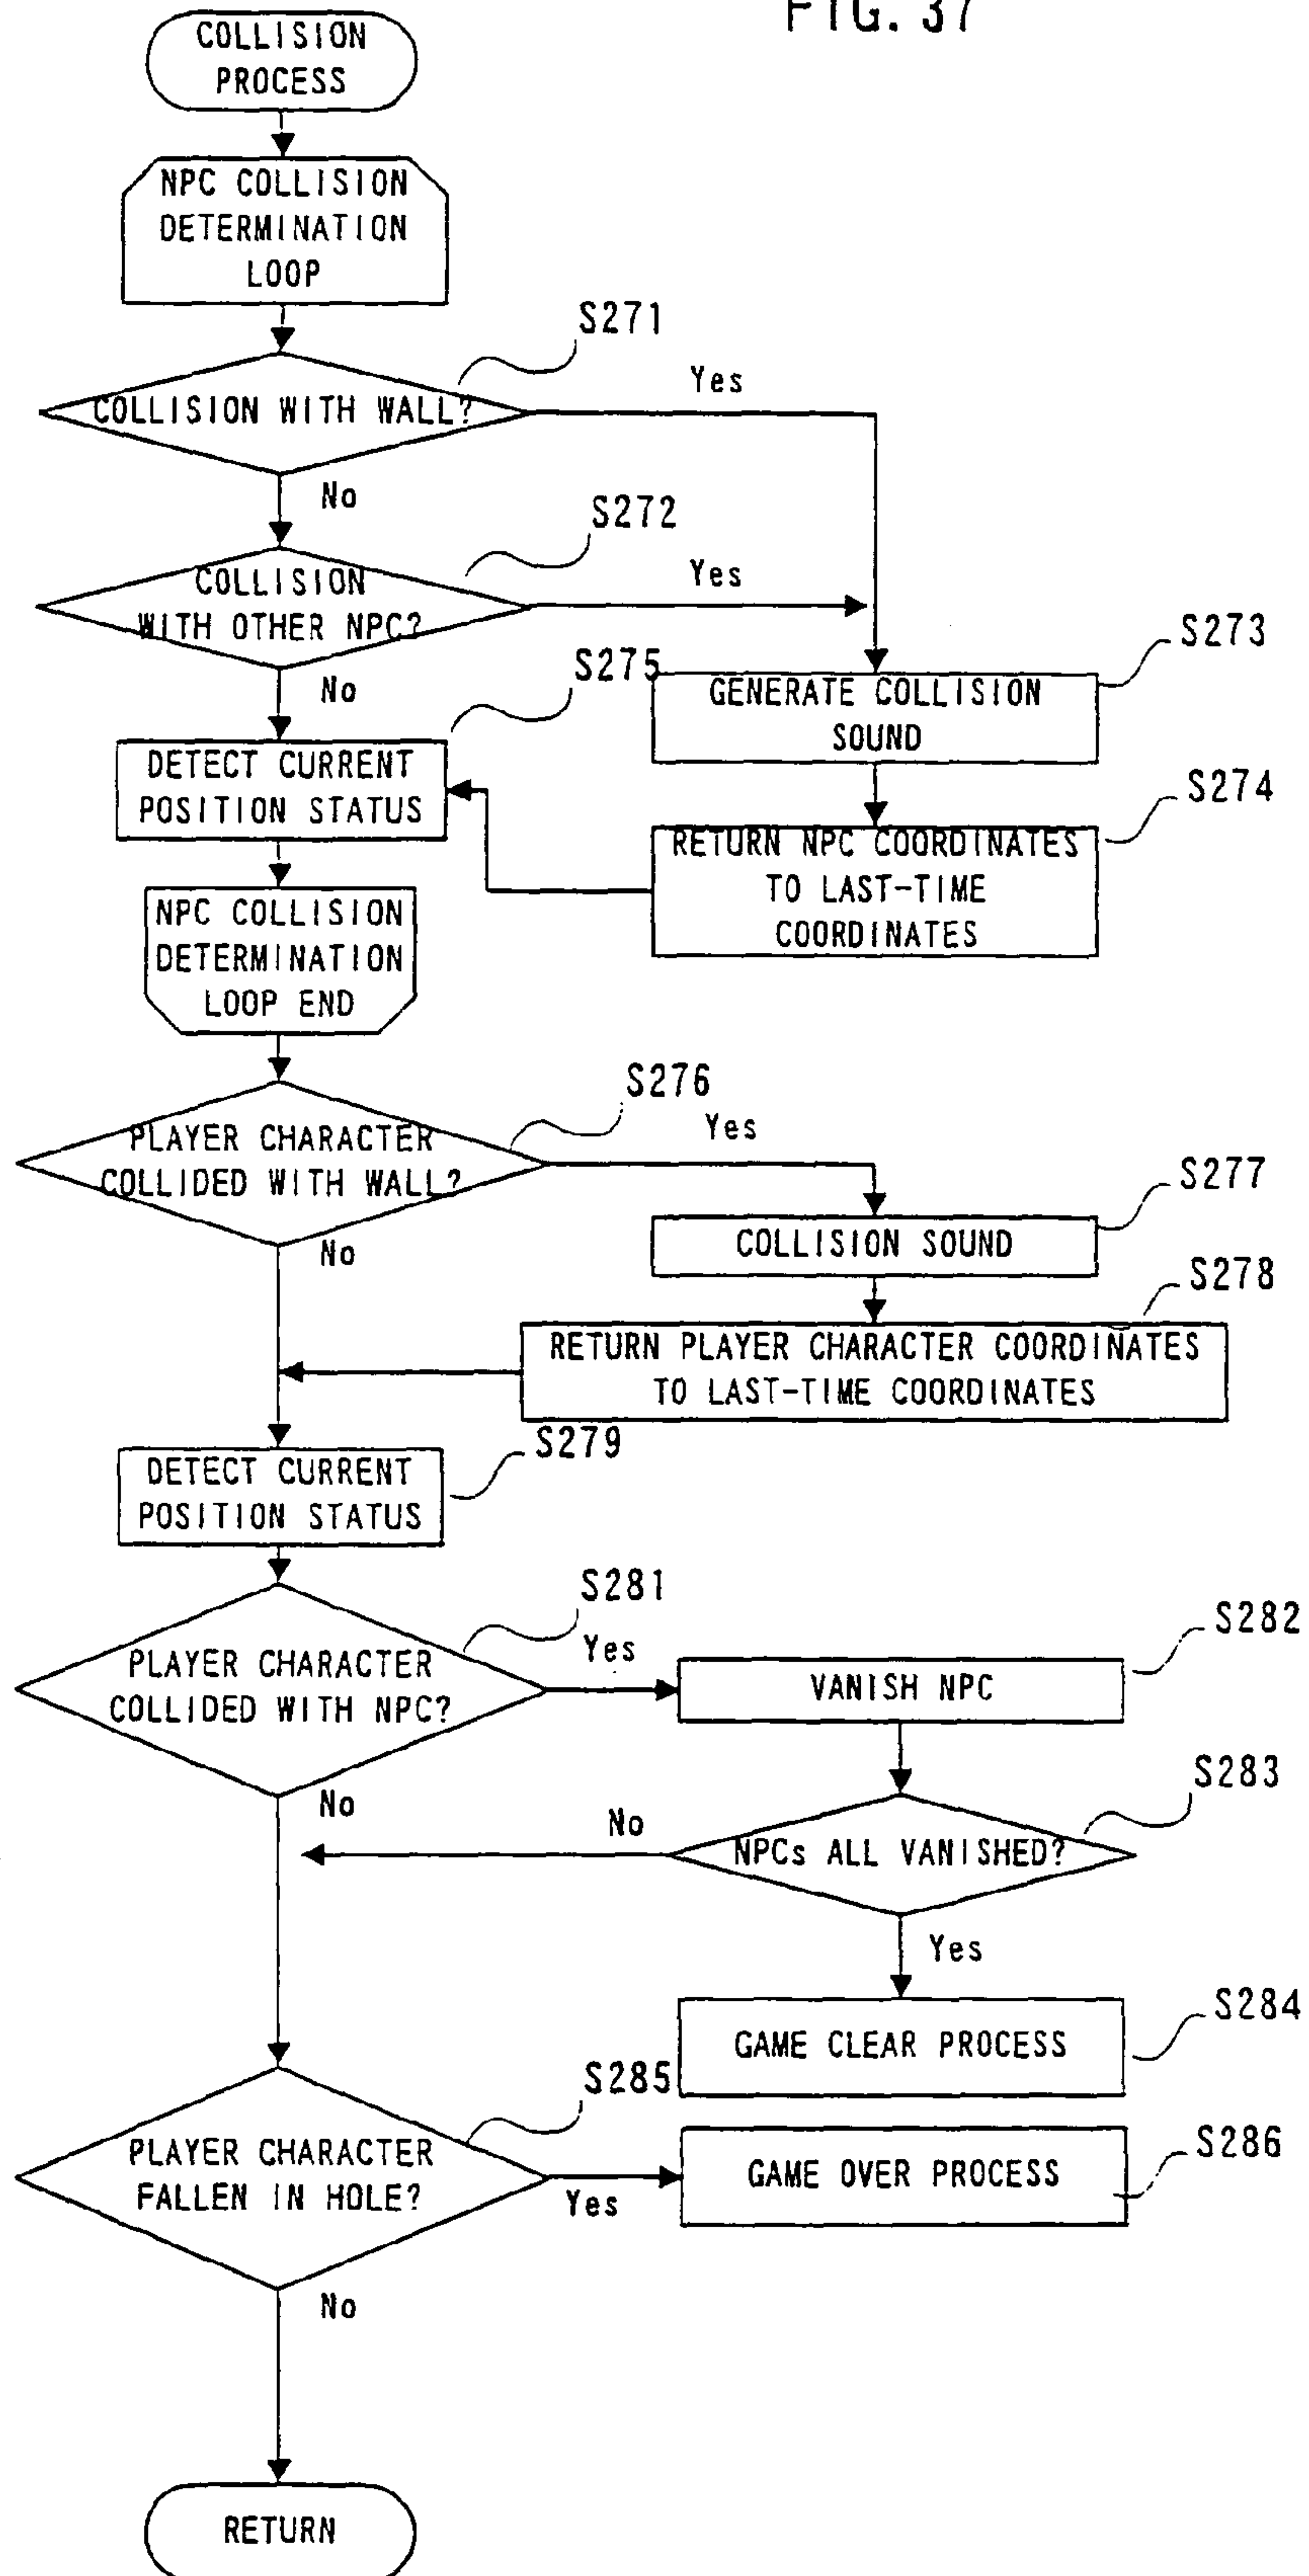 FIG. 37
COLLISION
PROCESS
NPC COLLISION
DETERMINATION
LOOP
S271
COLLISION WITH WALL?
Yes
No
S272
COLLISION
WITH OTHER NPC?
Yes
No
S273
GENERATE COLLISION
SOUND
S275
DETECT CURRENT
POSITION STATUS
S274
RETURN NPC COORDINATES
TO LAST-TIME
COORDINATES
NPC COLLISION
DETERMINATION
LOOP END
S276
PLAYER CHARACTER
COLLIDED WITH WALL?
Yes
No
S277
COLLISION SOUND
S278
RETURN PLAYER CHARACTER COORDINATES
TO LAST-TIME COORDINATES
S279
DETECT CURRENT
POSITION STATUS
S281
PLAYER CHARACTER
COLLIDED WITH NPC?
Yes
No
S282
VANISH NPC
S283
NPCs ALL VANISHED?
No
Yes
S284
GAME CLEAR PROCESS
S285
PLAYER CHARACTER
FALLEN IN HOLE?
Yes
No
S286
GAME OVER PROCESS
RETURN